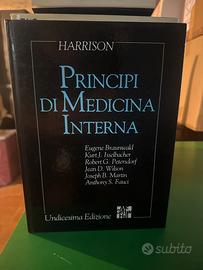 HARRISON
PRINCIPI
DI MEDICINA
INTERNA
Eugene Braunwald
Kurt J. Isselbacher
Robert G. Petersdorf
Jean D. Wilson
Joseph B. Martin
Anthony S. Fauci
Undicesima Edizione
subito